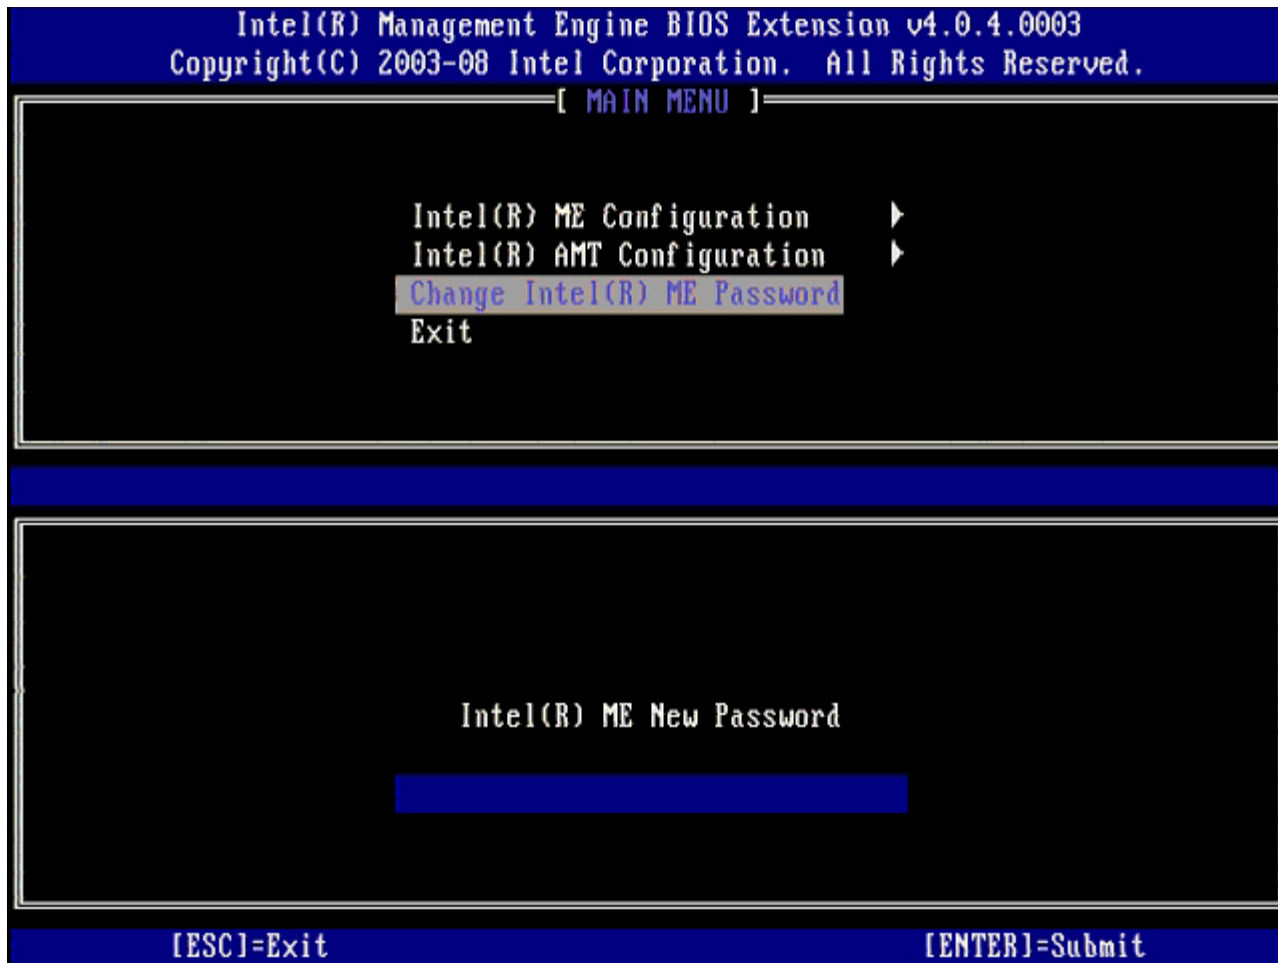 Intel(R) Management Engine BIOS Extension v4.0.4.0003
Copyright(C) 2003-08 Intel Corporation. All Rights Reserved.
[ MAIN MENU ]
Intel(R) ME Configuration
Intel(R) AMT Configuration
Change Intel(R) ME Password
Exit
Intel(R) ME New Password
[ESC]=Exit [ENTER]=Submit